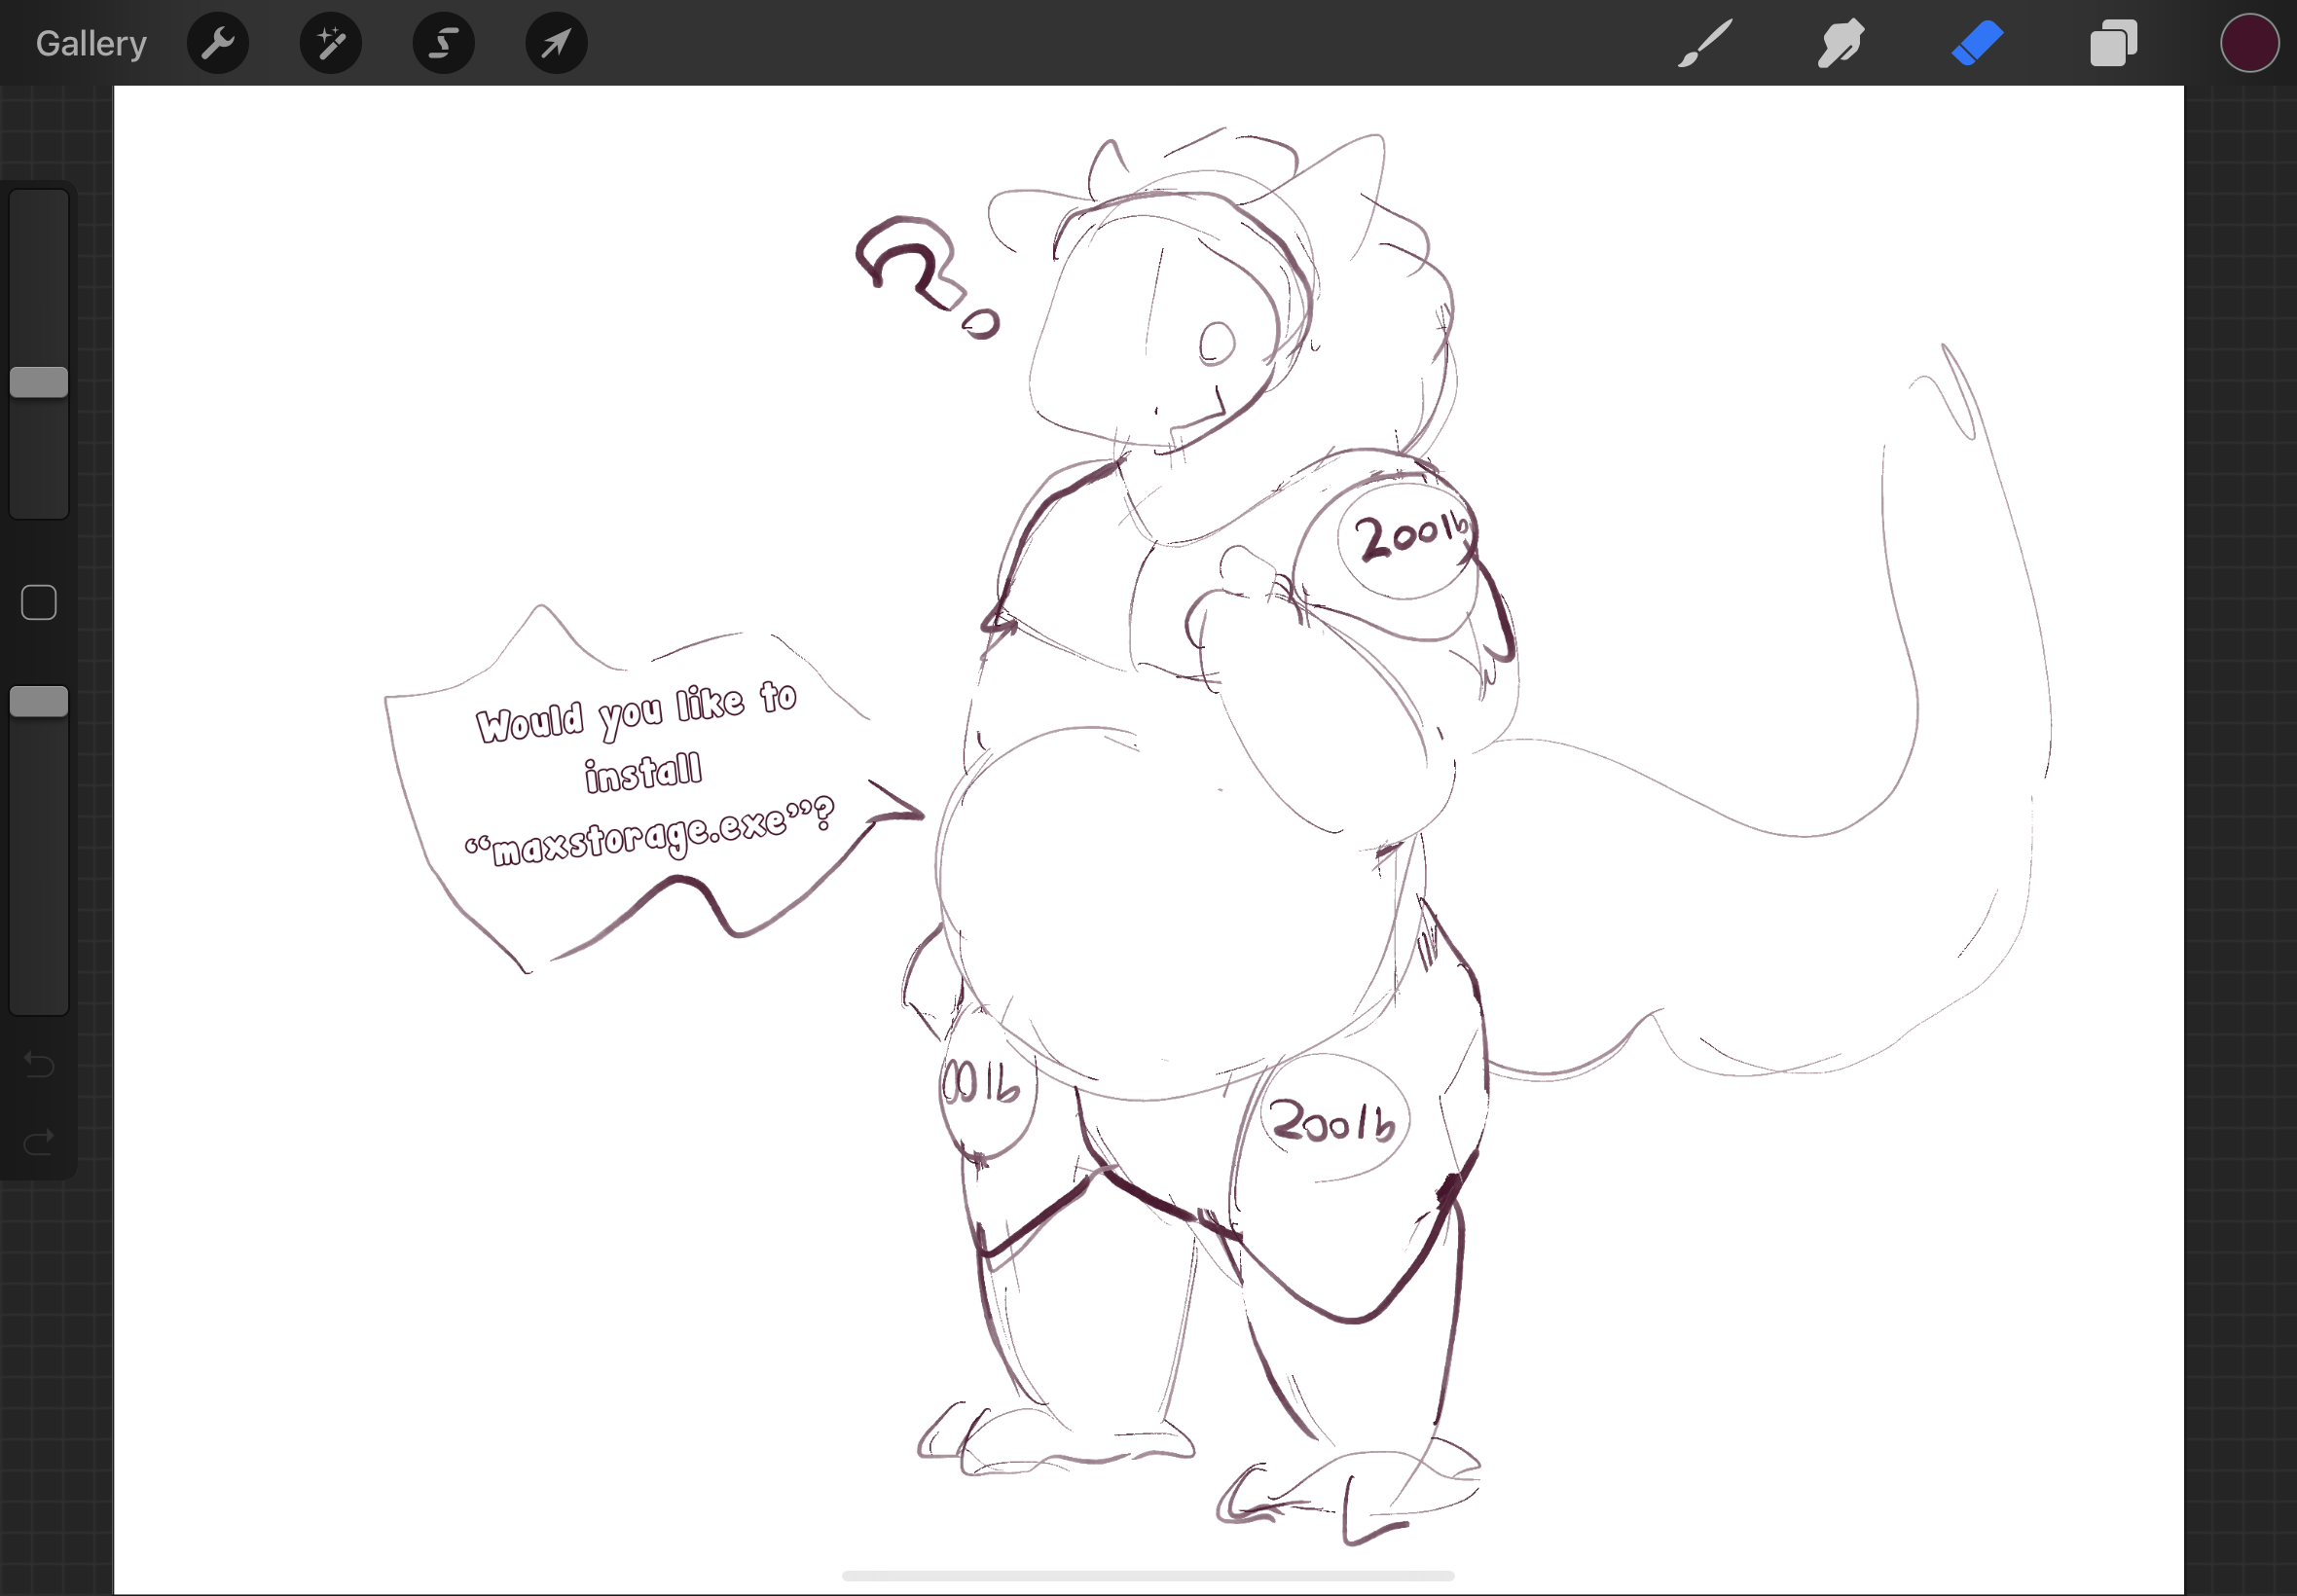 Gallery
?
200lb
Would you like to
install
“maxstorage.exe”?
00lb
200lb